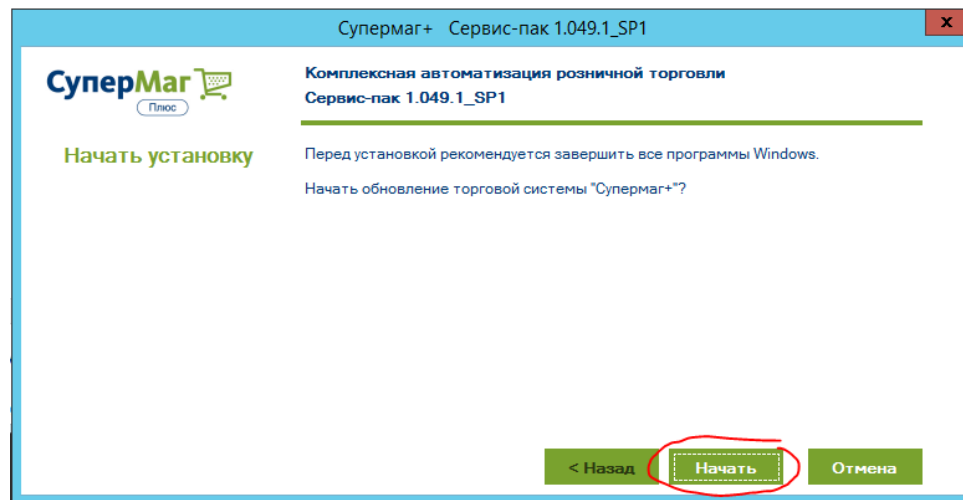 Супермаг+ Сервис-пак 1.049.1_SP1
x
СуперМаг
Плюс
Комплексная автоматизация розничной торговли
Сервис-пак 1.049.1_SP1
Начать установку
Перед установкой рекомендуется завершить все программы Windows.
Начать обновление торговой системы "Супермаг+"?
< Назад
Начать
Отмена